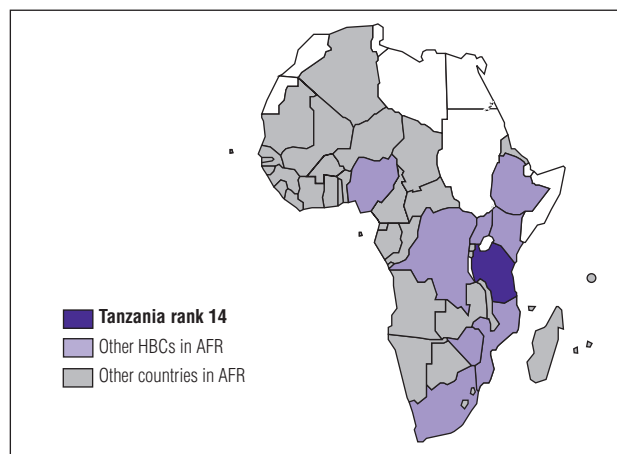 Tanzania rank 14
Other HBCs in AFR
Other countries in AFR